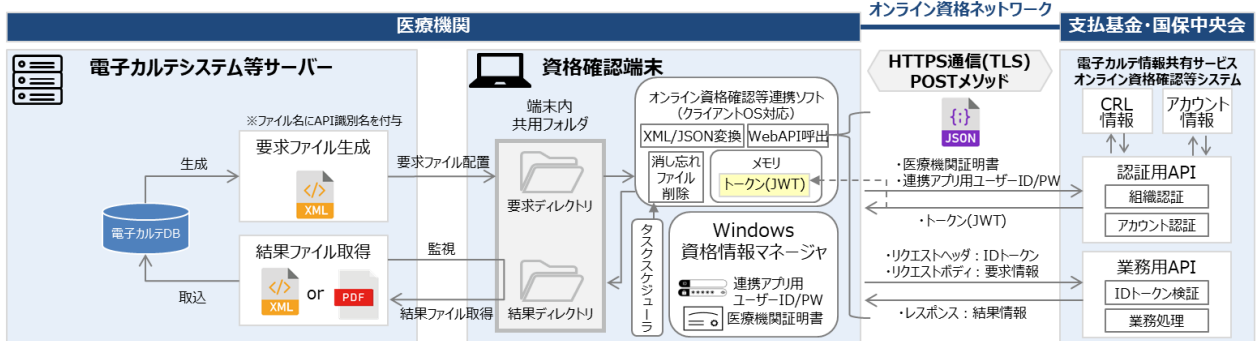 オンライン資格ネットワーク
医療機関
支払基金・国保中央会
電子カルテシステム等サーバー
※ファイル名にAPI識別名を付与
要求ファイル生成
XML
生成
電子カルテDB
取込
結果ファイル取得
XML
or
PDF
要求ファイル配置
監視
結果ファイル取得
資格確認端末
端末内
共用フォルダ
要求ディレクトリ
結果ディレクトリ
オンライン資格確認等連携ソフト
(クライアントOS対応)
XML/JSON変換
WebAPI呼出
消し忘れ
ファイル
削除
メモリ
トークン(JWT)
タスクスケジューラ
Windows
資格情報マネージャ
連携アプリ用
ユーザーID/PW
医療機関証明書
HTTPS通信(TLS)
POSTメソッド
{;}
JSON
・医療機関証明書
・連携アプリ用ユーザーID/PW
・トークン(JWT)
・リクエストヘッダ：IDトークン
・リクエストボディ：要求情報
・レスポンス：結果情報
電子カルテ情報共有サービス
オンライン資格確認等システム
CRL
情報
アカウント
情報
認証用API
組織認証
アカウント認証
業務用API
IDトークン検証
業務処理